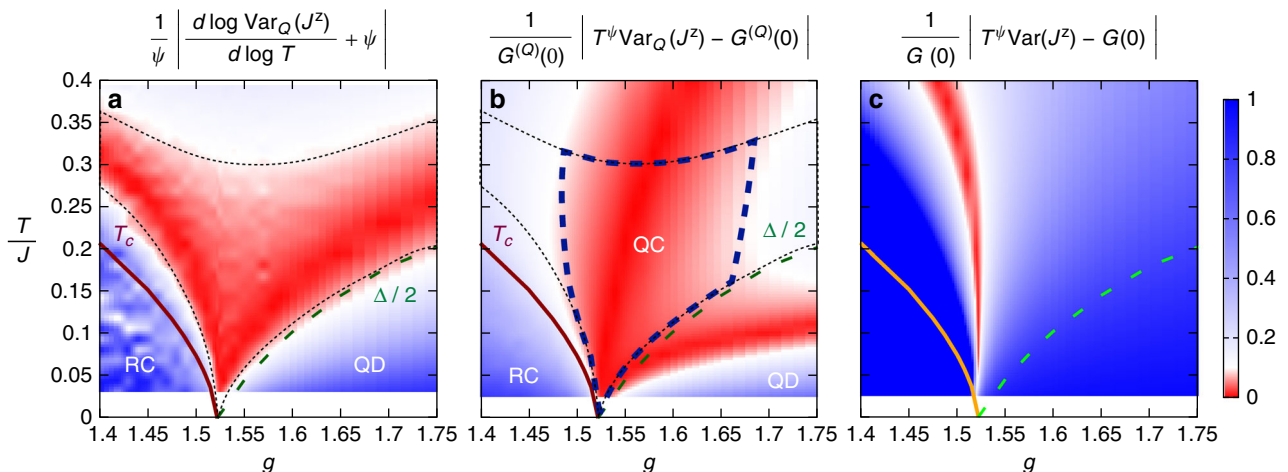 1/ψ | d log Var_Q(J^z) / d log T + ψ |
1/G^(Q)(0) | T^ψ Var_Q(J^z) − G^(Q)(0) |
1/G (0) | T^ψ Var(J^z) − G(0) |
a
b
c
T/J
0.4
0.35
0.3
0.25
0.2
0.15
0.1
0.05
0
T_c
Δ / 2
RC
QD
1.4 1.45 1.5 1.55 1.6 1.65 1.7 1.75
g
T_c
QC
Δ / 2
RC
QD
1.4 1.45 1.5 1.55 1.6 1.65 1.7 1.75
g
1.4 1.45 1.5 1.55 1.6 1.65 1.7 1.75
g
1
0.8
0.6
0.4
0.2
0